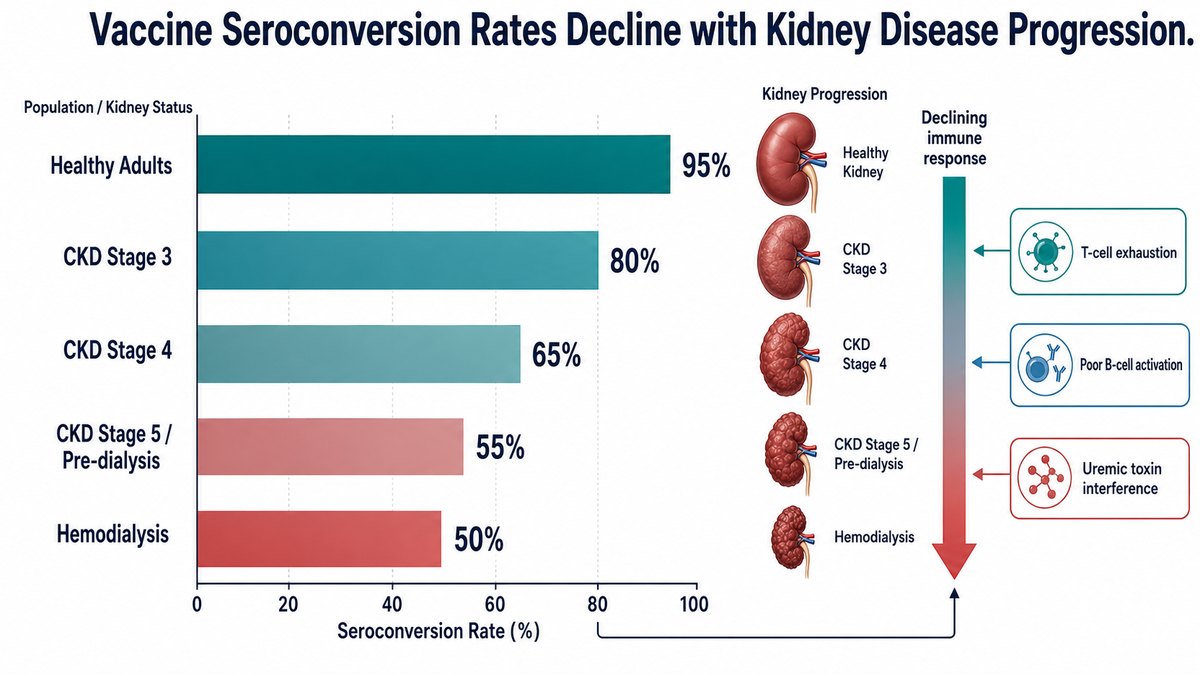 Vaccine Seroconversion Rates Decline with Kidney Disease Progression.
Population / Kidney Status
Healthy Adults
95%
CKD Stage 3
80%
CKD Stage 4
65%
CKD Stage 5 /
Pre-dialysis
55%
Hemodialysis
50%
0
20
40
60
80
100
Seroconversion Rate (%)
Kidney Progression
Healthy
Kidney
CKD
Stage 3
CKD
Stage 4
CKD Stage 5 /
Pre-dialysis
Hemodialysis
Declining
immune
response
T-cell exhaustion
Poor B-cell activation
Uremic toxin
interference